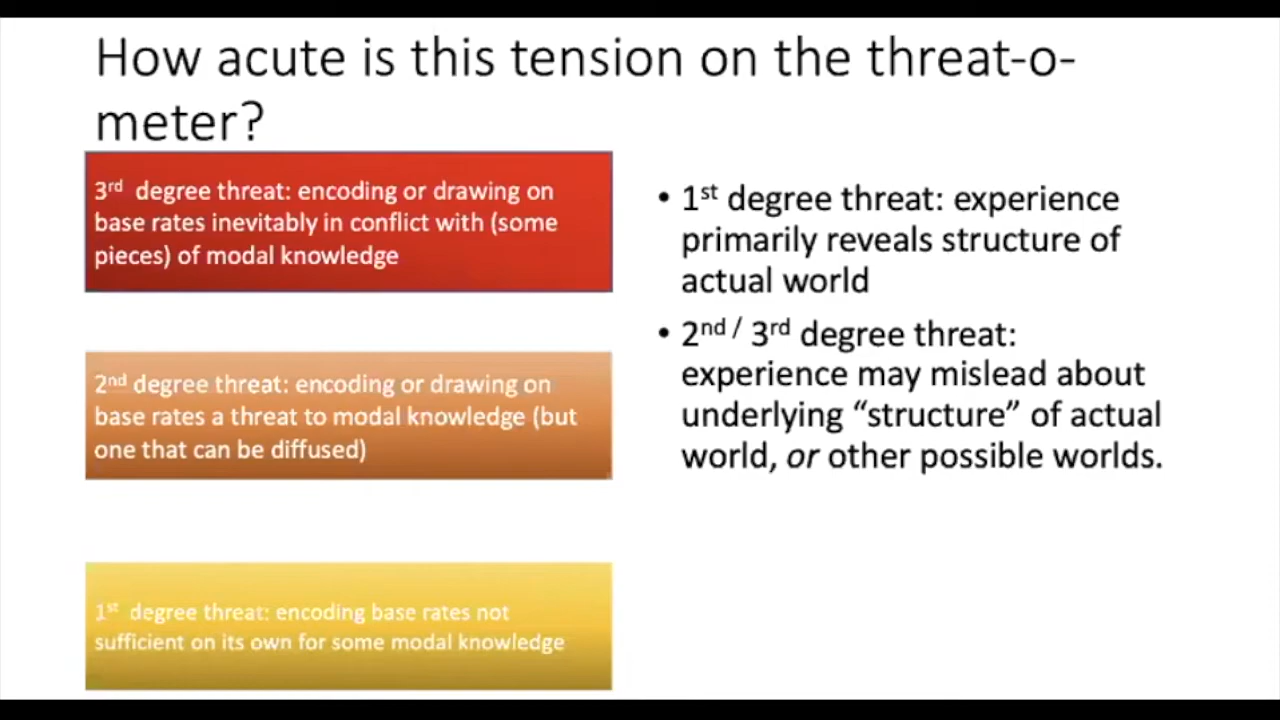 How acute is this tension on the threat-o-
meter?
3rd degree threat: encoding or drawing on
base rates inevitably in conflict with (some
pieces) of modal knowledge
2nd degree threat: encoding or drawing on
base rates a threat to modal knowledge (but
one that can be diffused)
1st degree threat: encoding base rates not
sufficient on its own for some modal knowledge
• 1st degree threat: experience
primarily reveals structure of
actual world
• 2nd / 3rd degree threat:
experience may mislead about
underlying “structure” of actual
world, or other possible worlds.